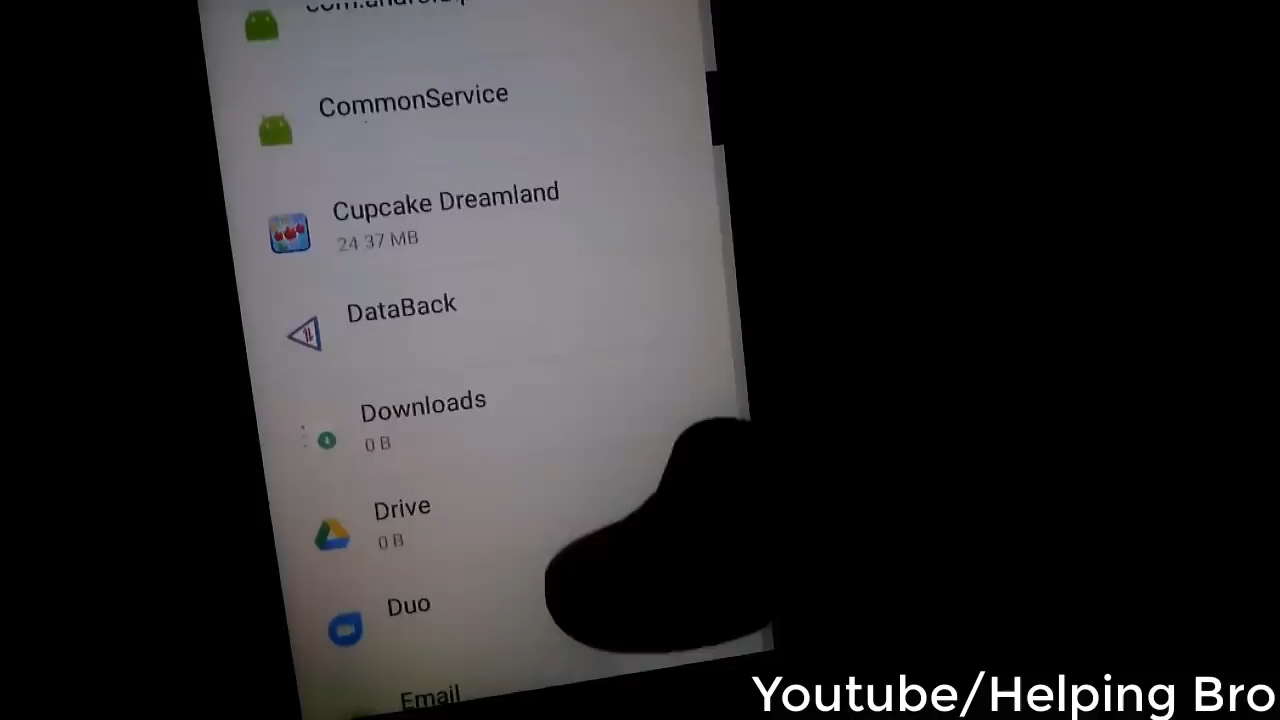 CommonService
Cupcake Dreamland
24.37 MB
DataBack
Downloads
0 B
Drive
0 B
Duo
Email
Youtube/Helping Bro